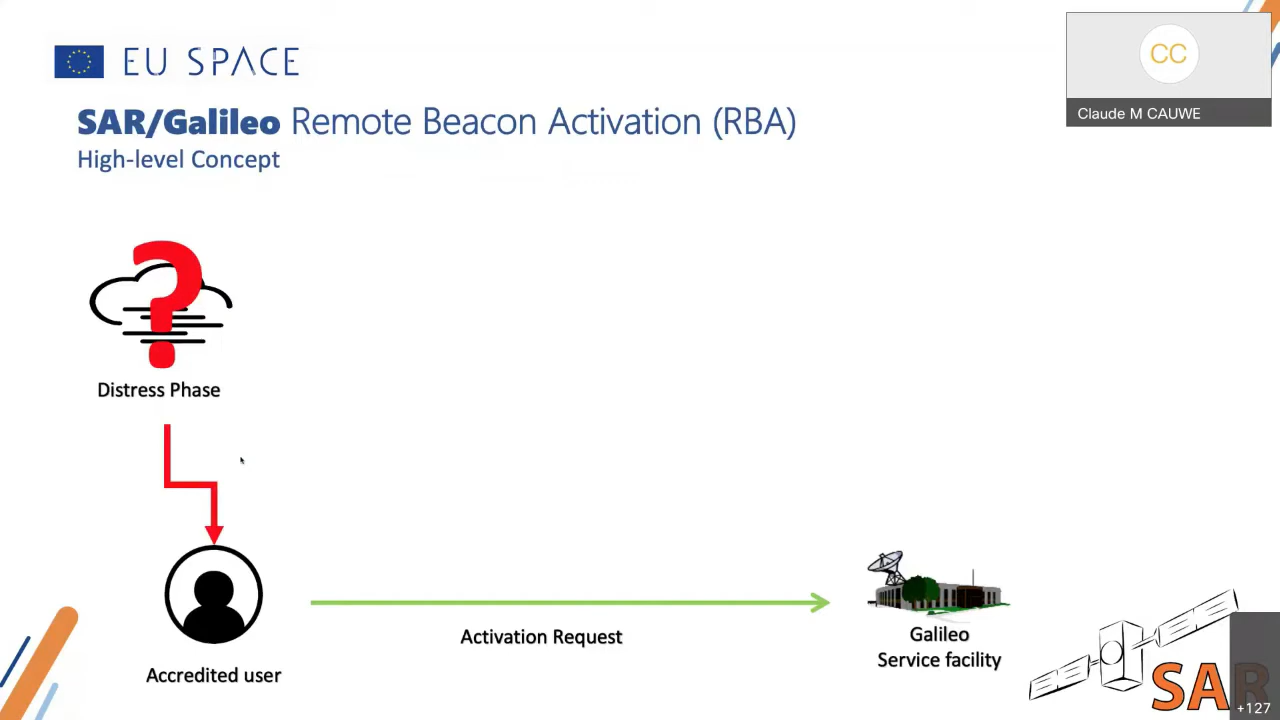 EU SPACE
CC
Claude M CAUWE
SAR/Galileo Remote Beacon Activation (RBA)
High-level Concept
?
Distress Phase
Accredited user
Activation Request
Galileo
Service facility
SAR
+127